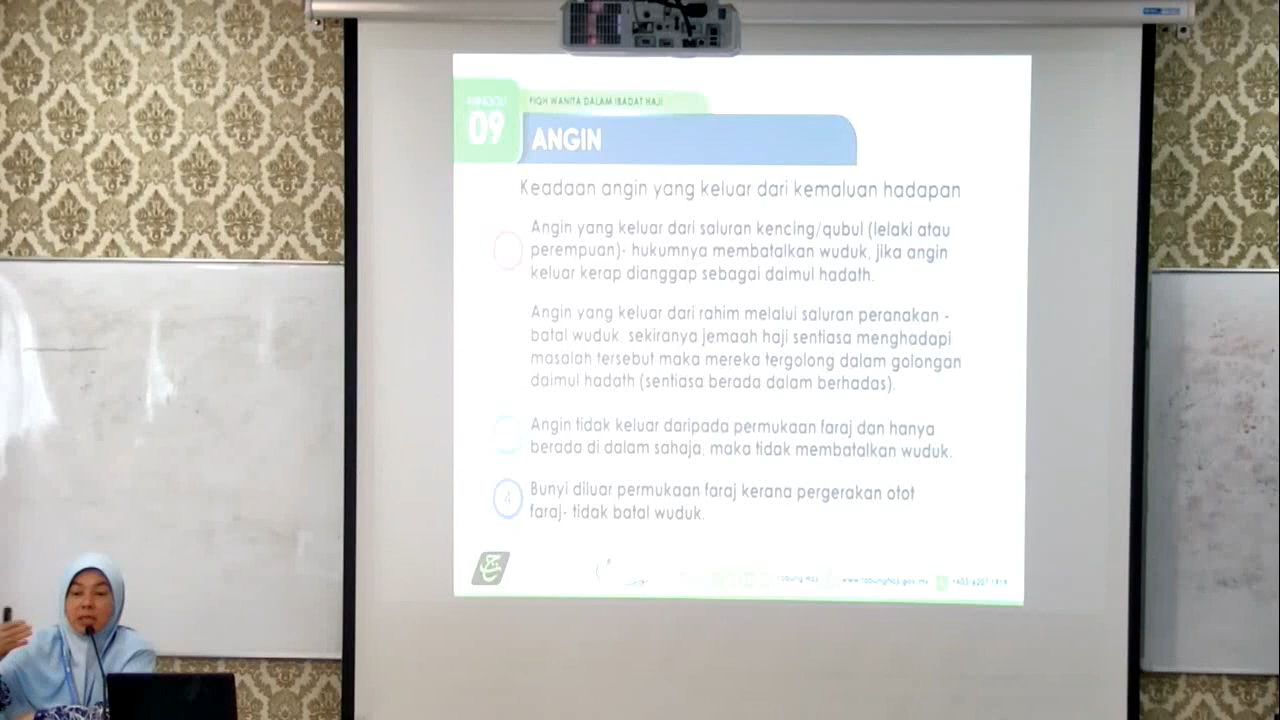 MINGGU
09
FIQH WANITA DALAM IBADAT HAJI
ANGIN
Keadaan angin yang keluar dari kemaluan hadapan
Angin yang keluar dari saluran kencing/qubul (lelaki atau
perempuan)- hukumnya membatalkan wuduk, jika angin
keluar kerap dianggap sebagai daimul hadath.
Angin yang keluar dari rahim melalui saluran peranakan -
batal wuduk, sekiranya jemaah haji sentiasa menghadapi
masalah tersebut maka mereka tergolong dalam golongan
daimul hadath (sentiasa berada dalam berhadas).
Angin tidak keluar daripada permukaan faraj dan hanya
berada di dalam sahaja, maka tidak membatalkan wuduk.
4
Bunyi diluar permukaan faraj kerana pergerakan otot
faraj- tidak batal wuduk.
www.tabunghaji.gov.my
+603 6207 1919